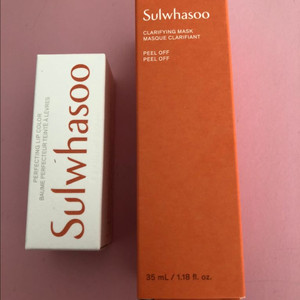 Sulwhasoo
PERFECTING LIP COLOR
BAUME PERFECTEUR TEINTÉ À LÈVRES
Sulwhasoo
CLARIFYING MASK
MASQUE CLARIFIANT
PEEL OFF
PEEL OFF
35 mL / 1.18 fl. oz.